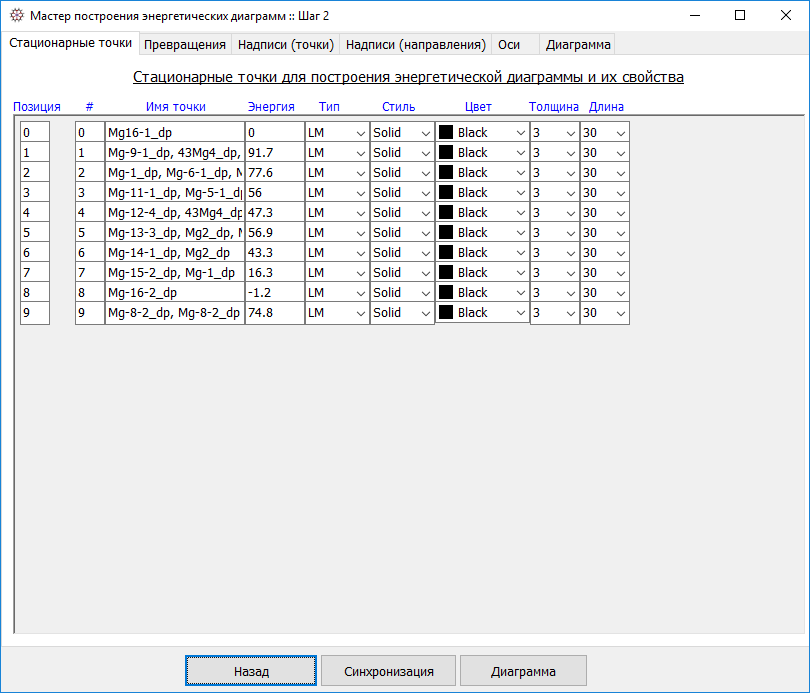 Мастер построения энергетических диаграмм :: Шаг 2
Стационарные точки Превращения Надписи (точки) Надписи (направления) Оси Диаграмма
Стационарные точки для построения энергетической диаграммы и их свойства
Позиция # Имя точки Энергия Тип Стиль Цвет Толщина Длина
0 0 Mg16-1_dp 0 LM Solid Black 3 30
1 1 Mg-9-1_dp, 43Mg4_dp, 91.7 LM Solid Black 3 30
2 2 Mg-1_dp, Mg-6-1_dp, 77.6 LM Solid Black 3 30
3 3 Mg-11-1_dp, Mg-5-1_d 56 LM Solid Black 3 30
4 4 Mg-12-4_dp, 43Mg4_dp 47.3 LM Solid Black 3 30
5 5 Mg-13-3_dp, Mg2_dp, 56.9 LM Solid Black 3 30
6 6 Mg-14-1_dp, Mg2_dp 43.3 LM Solid Black 3 30
7 7 Mg-15-2_dp, Mg-1_dp 16.3 LM Solid Black 3 30
8 8 Mg-16-2_dp -1.2 LM Solid Black 3 30
9 9 Mg-8-2_dp, Mg-8-2_dp 74.8 LM Solid Black 3 30
Назад Синхронизация Диаграмма